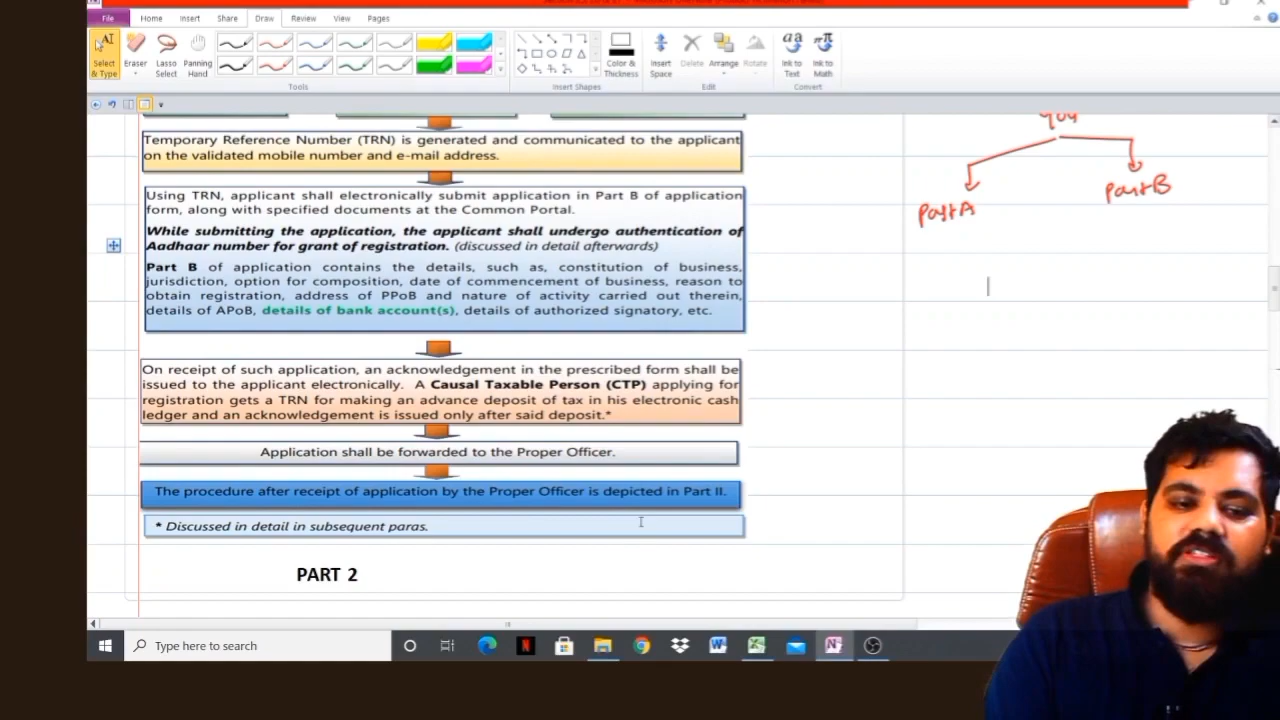 File Home Insert Share Draw Review View Pages
Select & Type
Eraser
Lasso Select
Panning Hand
Color & Thickness
Insert Space
Delete
Arrange
Rotate
Ink to Text
Ink to Math
Tools
Insert Shapes
Edit
Convert
Temporary Reference Number (TRN) is generated and communicated to the applicant
on the validated mobile number and e-mail address.
Using TRN, applicant shall electronically submit application in Part B of application
form, along with specified documents at the Common Portal.
While submitting the application, the applicant shall undergo authentication of
Aadhaar number for grant of registration. (discussed in detail afterwards)
Part B of application contains the details, such as, constitution of business,
jurisdiction, option for composition, date of commencement of business, reason to
obtain registration, address of PPoB and nature of activity carried out therein,
details of APoB, details of bank account(s), details of authorized signatory, etc.
On receipt of such application, an acknowledgement in the prescribed form shall be
issued to the applicant electronically. A Causal Taxable Person (CTP) applying for
registration gets a TRN for making an advance deposit of tax in his electronic cash
ledger and an acknowledgement is issued only after said deposit.*
Application shall be forwarded to the Proper Officer.
The procedure after receipt of application by the Proper Officer is depicted in Part II.
* Discussed in detail in subsequent paras.
PART 2
Part A
Part B
Type here to search